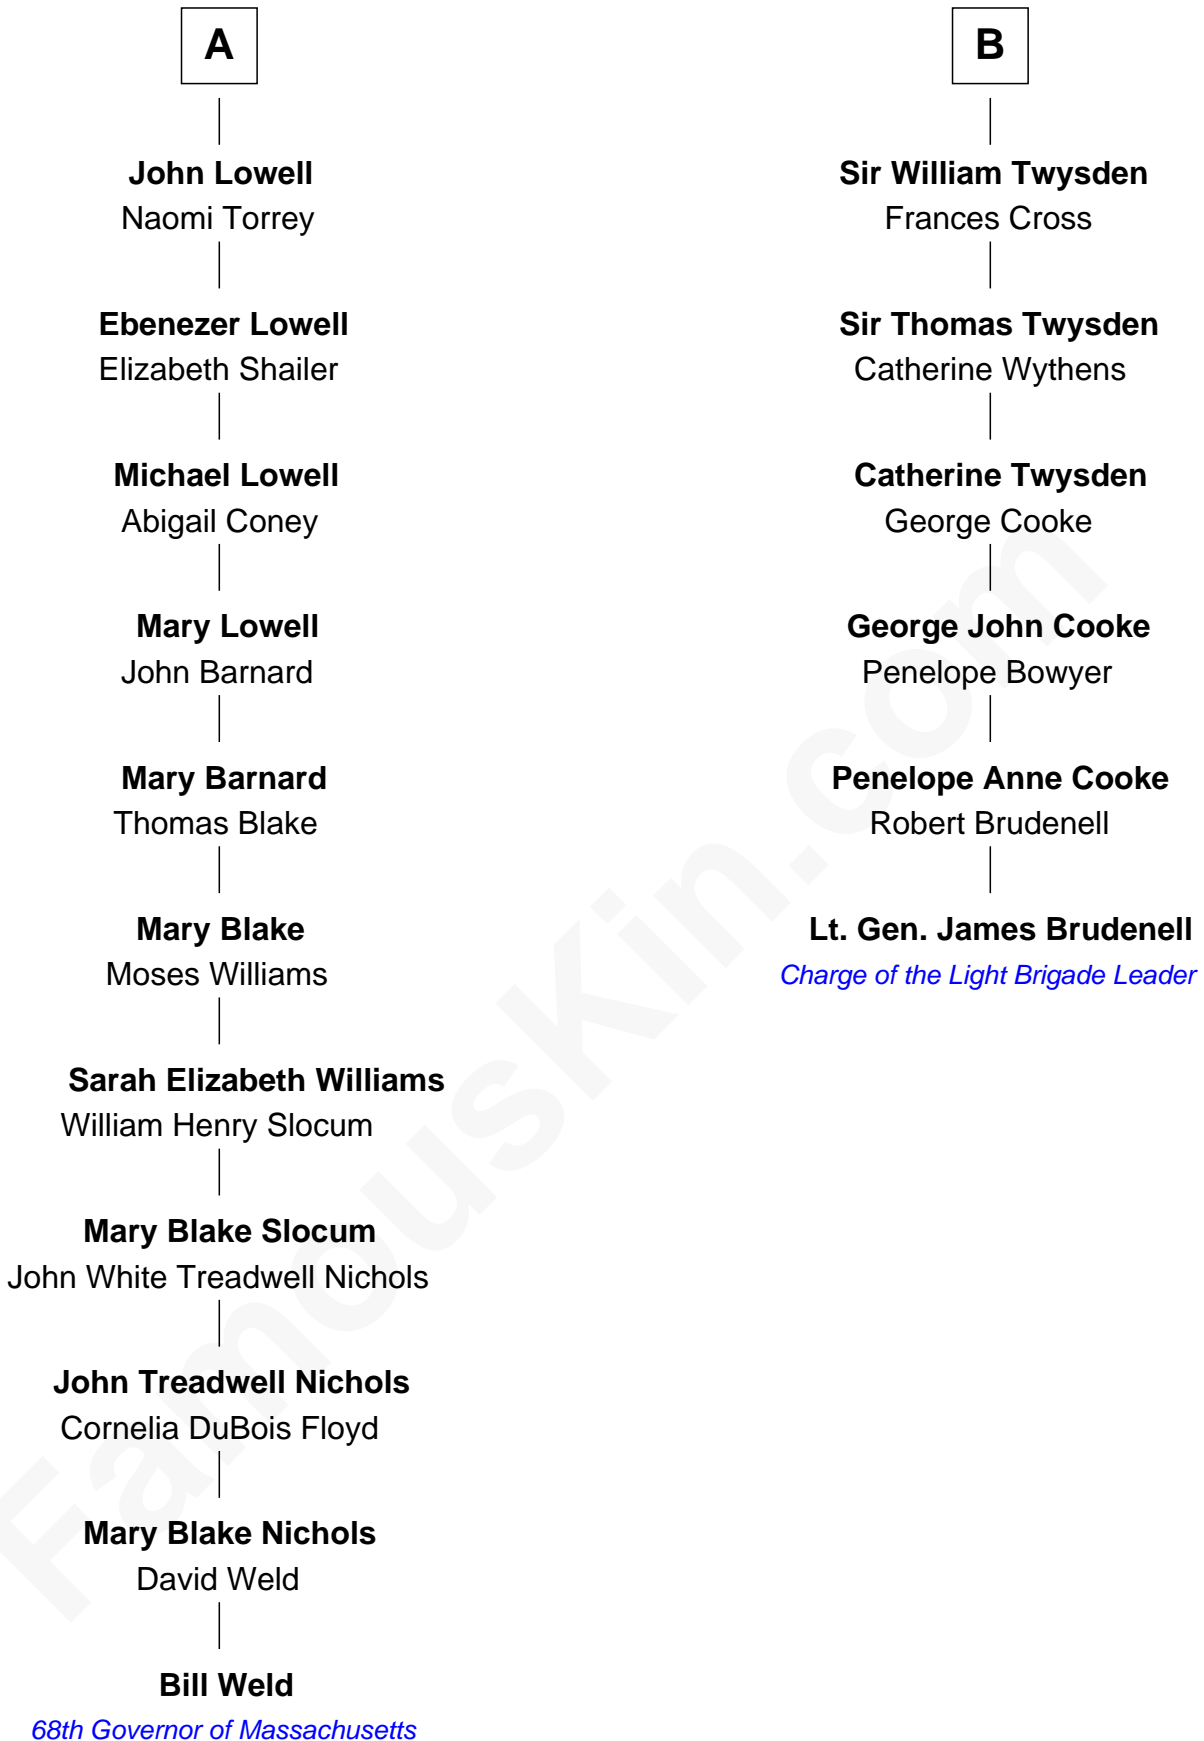 A
John Lowell
Naomi Torrey
Ebenezer Lowell
Elizabeth Shailer
Michael Lowell
Abigail Coney
Mary Lowell
John Barnard
Mary Barnard
Thomas Blake
Mary Blake
Moses Williams
Sarah Elizabeth Williams
William Henry Slocum
Mary Blake Slocum
John White Treadwell Nichols
John Treadwell Nichols
Cornelia DuBois Floyd
Mary Blake Nichols
David Weld
Bill Weld
68th Governor of Massachusetts
B
Sir William Twysden
Frances Cross
Sir Thomas Twysden
Catherine Wythens
Catherine Twysden
George Cooke
George John Cooke
Penelope Bowyer
Penelope Anne Cooke
Robert Brudenell
Lt. Gen. James Brudenell
Charge of the Light Brigade Leader
FamousKin.com